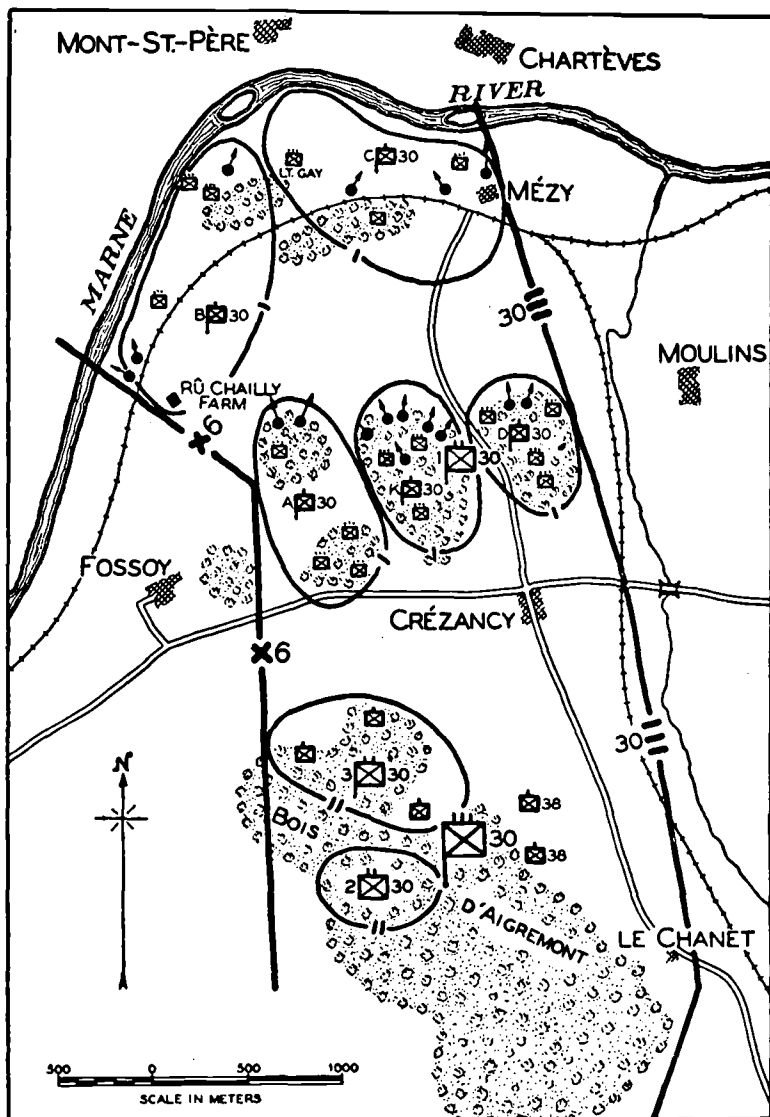 MONT-ST.-PÈRE
CHARTÈVES
RIVER
LT. GAY
C 30
MÉZY
MARNE
B 30
30
MOULINS
RÛ CHAILLY
FARM
6
1 30
D 30
K 30
A 30
FOSSOY
CRÉZANCY
6
30
3 30
BOIS
38
30
38
2 30
D'AIGREMONT
LE CHANET
N
500 0 500 1000
SCALE IN METERS